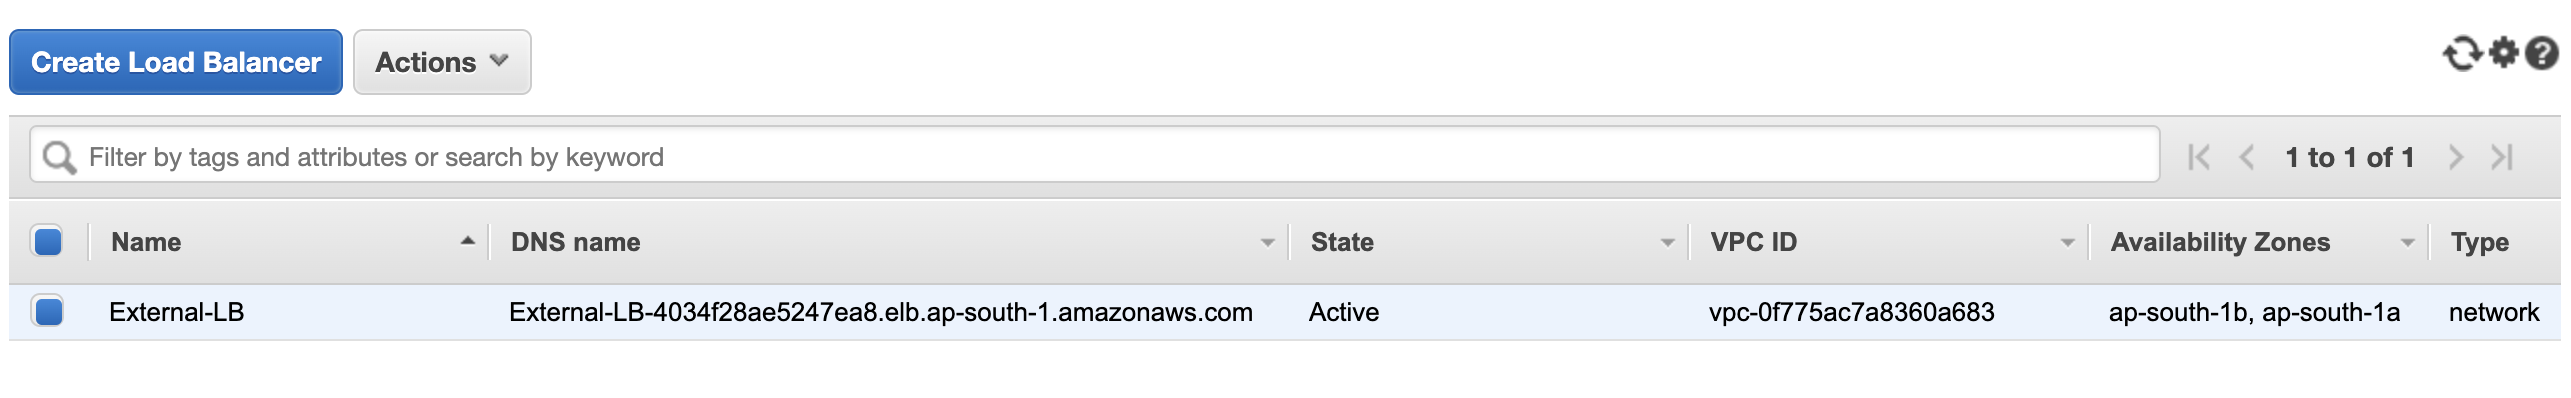 Create Load Balancer Actions
Filter by tags and attributes or search by keyword 1 to 1 of 1
Name DNS name State VPC ID Availability Zones Type
External-LB External-LB-4034f28ae5247ea8.elb.ap-south-1.amazonaws.com Active vpc-0f775ac7a8360a683 ap-south-1b, ap-south-1a network